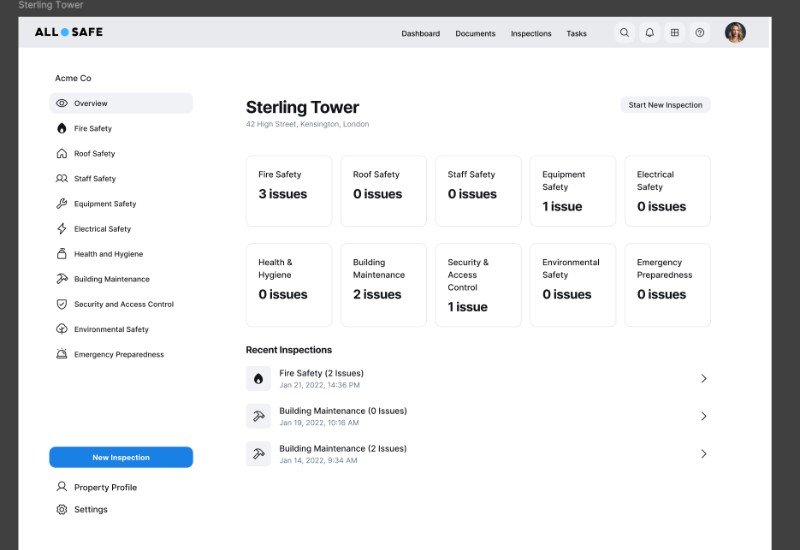 Sterling Tower
ALL SAFE
Dashboard
Documents
Inspections
Tasks
Acme Co
Overview
Fire Safety
Roof Safety
Staff Safety
Equipment Safety
Electrical Safety
Health and Hygiene
Building Maintenance
Security and Access Control
Environmental Safety
Emergency Preparedness
New Inspection
Property Profile
Settings
Sterling Tower
42 High Street, Kensington, London
Start New Inspection
Fire Safety
3 issues
Roof Safety
0 issues
Staff Safety
0 issues
Equipment
Safety
1 issue
Electrical
Safety
0 issues
Health &
Hygiene
0 issues
Building
Maintenance
2 issues
Security &
Access
Control
1 issue
Environmental
Safety
0 issues
Emergency
Preparedness
0 issues
Recent Inspections
Fire Safety (2 Issues)
Jan 21, 2022, 14:36 PM
Building Maintenance (0 Issues)
Jan 19, 2022, 10:16 AM
Building Maintenance (2 Issues)
Jan 14, 2022, 9:34 AM